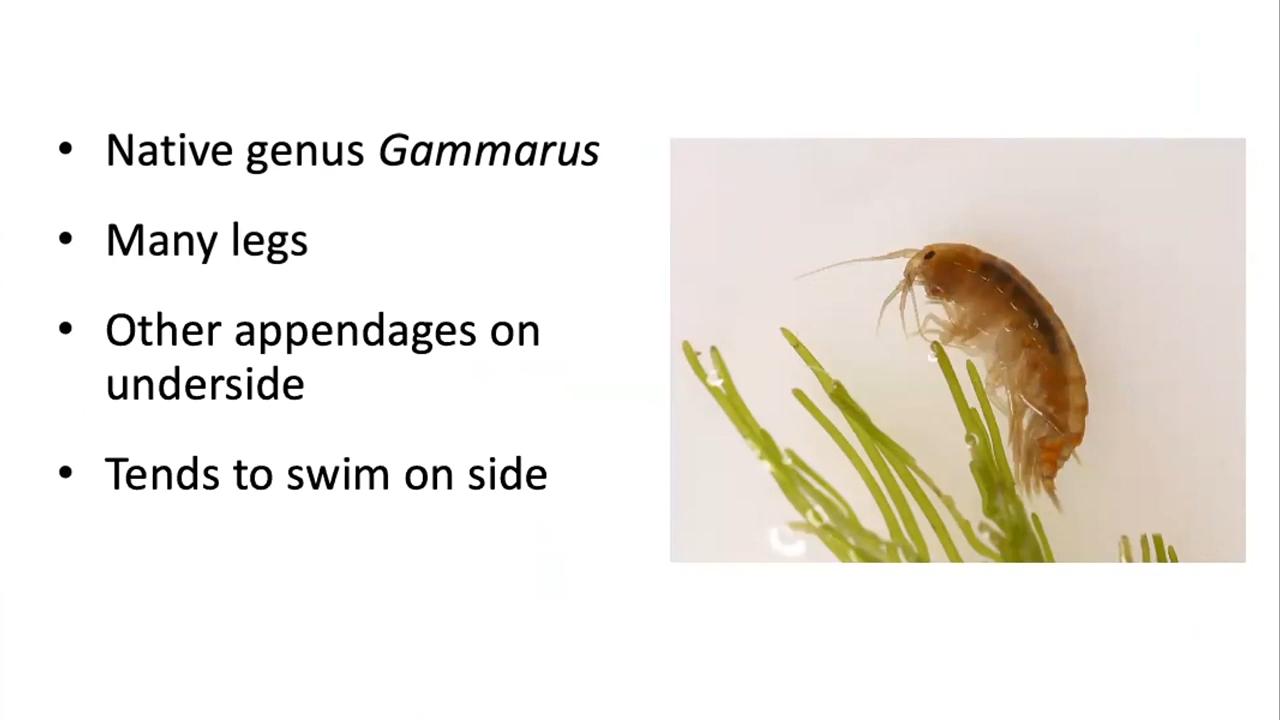 • Native genus Gammarus
• Many legs
• Other appendages on
underside
• Tends to swim on side